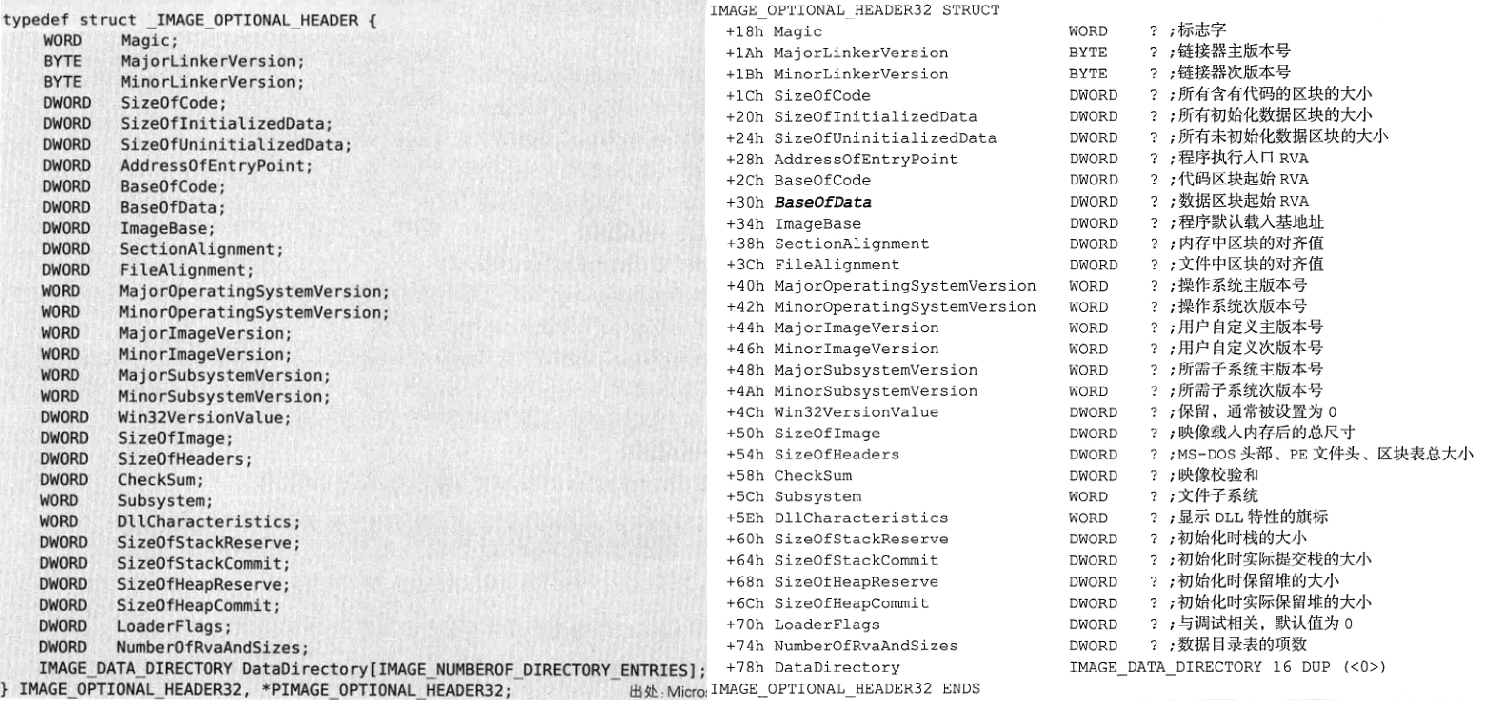 typedef struct _IMAGE_OPTIONAL_HEADER {
WORD Magic;
BYTE MajorLinkerVersion;
BYTE MinorLinkerVersion;
DWORD SizeOfCode;
DWORD SizeOfInitializedData;
DWORD SizeOfUninitializedData;
DWORD AddressOfEntryPoint;
DWORD BaseOfCode;
DWORD BaseOfData;
DWORD ImageBase;
DWORD SectionAlignment;
DWORD FileAlignment;
WORD MajorOperatingSystemVersion;
WORD MinorOperatingSystemVersion;
WORD MajorImageVersion;
WORD MinorImageVersion;
WORD MajorSubsystemVersion;
WORD MinorSubsystemVersion;
DWORD Win32VersionValue;
DWORD SizeOfImage;
DWORD SizeOfHeaders;
DWORD CheckSum;
WORD Subsystem;
WORD DllCharacteristics;
DWORD SizeOfStackReserve;
DWORD SizeOfStackCommit;
DWORD SizeOfHeapReserve;
DWORD SizeOfHeapCommit;
DWORD LoaderFlags;
DWORD NumberOfRvaAndSizes;
IMAGE_DATA_DIRECTORY DataDirectory[IMAGE_NUMBEROF_DIRECTORY_ENTRIES];
} IMAGE_OPTIONAL_HEADER32, *PIMAGE_OPTIONAL_HEADER32;
出处: Micro
IMAGE_OPTIONAL_HEADER32 STRUCT
+18h Magic WORD ? ;标志字
+1Ah MajorLinkerVersion BYTE ? ;链接器主版本号
+1Bh MinorLinkerVersion BYTE ? ;链接器次版本号
+1Ch SizeOfCode DWORD ? ;所有含有代码的区块的大小
+20h SizeOfInitializedData DWORD ? ;所有初始化数据区块的大小
+24h SizeOfUninitializedData DWORD ? ;所有未初始化数据区块的大小
+28h AddressOfEntryPoint DWORD ? ;程序执行入口 RVA
+2Ch BaseOfCode DWORD ? ;代码区块起始 RVA
+30h BaseOfData DWORD ? ;数据区块起始 RVA
+34h ImageBase DWORD ? ;程序默认载入基地址
+38h SectionAlignment DWORD ? ;内存中区块的对齐值
+3Ch FileAlignment DWORD ? ;文件中区块的对齐值
+40h MajorOperatingSystemVersion WORD ? ;操作系统主版本号
+42h MinorOperatingSystemVersion WORD ? ;操作系统次版本号
+44h MajorImageVersion WORD ? ;用户自定义主版本号
+46h MinorImageVersion WORD ? ;用户自定义次版本号
+48h MajorSubsystemVersion WORD ? ;所需子系统主版本号
+4Ah MinorSubsystemVersion WORD ? ;所需子系统次版本号
+4Ch Win32VersionValue DWORD ? ;保留，通常被设置为 0
+50h SizeOfImage DWORD ? ;映像载入内存后的总尺寸
+54h SizeOfHeaders DWORD ? ;MS-DOS 头部、PE 文件头、区块表总大小
+58h CheckSum DWORD ? ;映像校验和
+5Ch Subsystem WORD ? ;文件子系统
+5Eh DllCharacteristics WORD ? ;显示 DLL 特性的旗标
+60h SizeOfStackReserve DWORD ? ;初始化时栈的大小
+64h SizeOfStackCommit DWORD ? ;初始化时实际提交栈的大小
+68h SizeOfHeapReserve DWORD ? ;初始化时保留堆的大小
+6Ch SizeOfHeapCommit DWORD ? ;初始化时实际保留堆的大小
+70h LoaderFlags DWORD ? ;与调试相关，默认值为 0
+74h NumberOfRvaAndSizes DWORD ? ;数据目录表的项数
+78h DataDirectory IMAGE_DATA_DIRECTORY 16 DUP (<0>)
IMAGE_OPTIONAL_HEADER32 ENDS